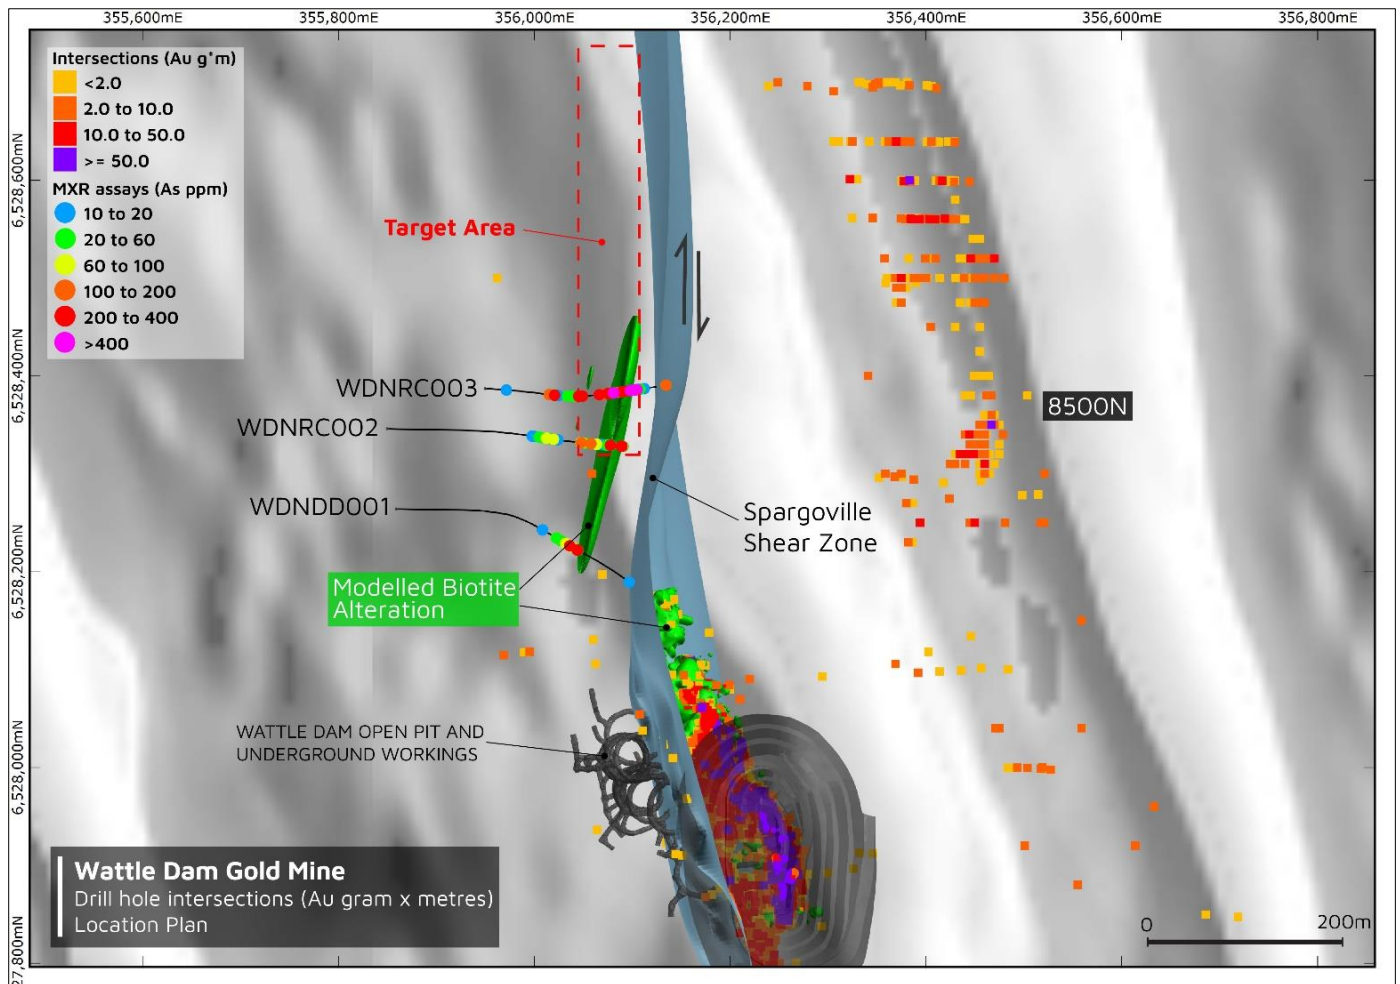 355,600mE 355,800mE 356,000mE 356,200mE 356,400mE 356,600mE 356,800mE
Intersections (Au g*m)
<2.0
2.0 to 10.0
10.0 to 50.0
>= 50.0
MXR assays (As ppm)
10 to 20
20 to 60
60 to 100
100 to 200
200 to 400
>400
6,528,600mN
Target Area
6,528,400mN
WDNRC003
8500N
WDNRC002
WDNDD001
Spargoville
Shear Zone
6,528,200mN
Modelled Biotite
Alteration
WATTLE DAM OPEN PIT AND
UNDERGROUND WORKINGS
6,528,000mN
Wattle Dam Gold Mine
Drill hole intersections (Au gram x metres)
Location Plan
0 200m
27,800mN